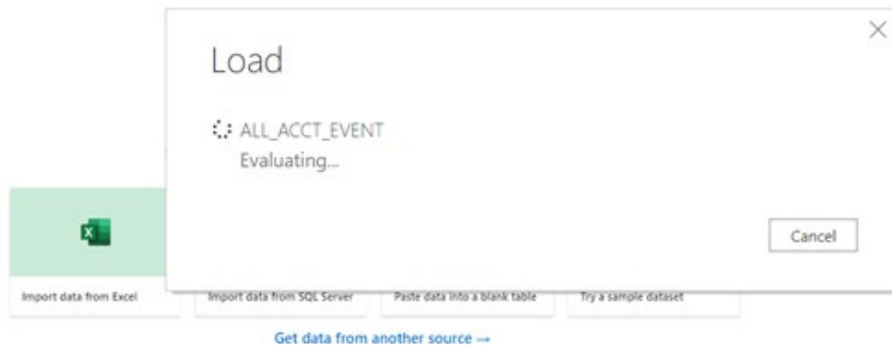 Load
ALL_ACCT_EVENT
Evaluating...
Cancel
Import data from Excel
Import data from SQL Server
Paste data into a blank table
Try a sample dataset
Get data from another source →